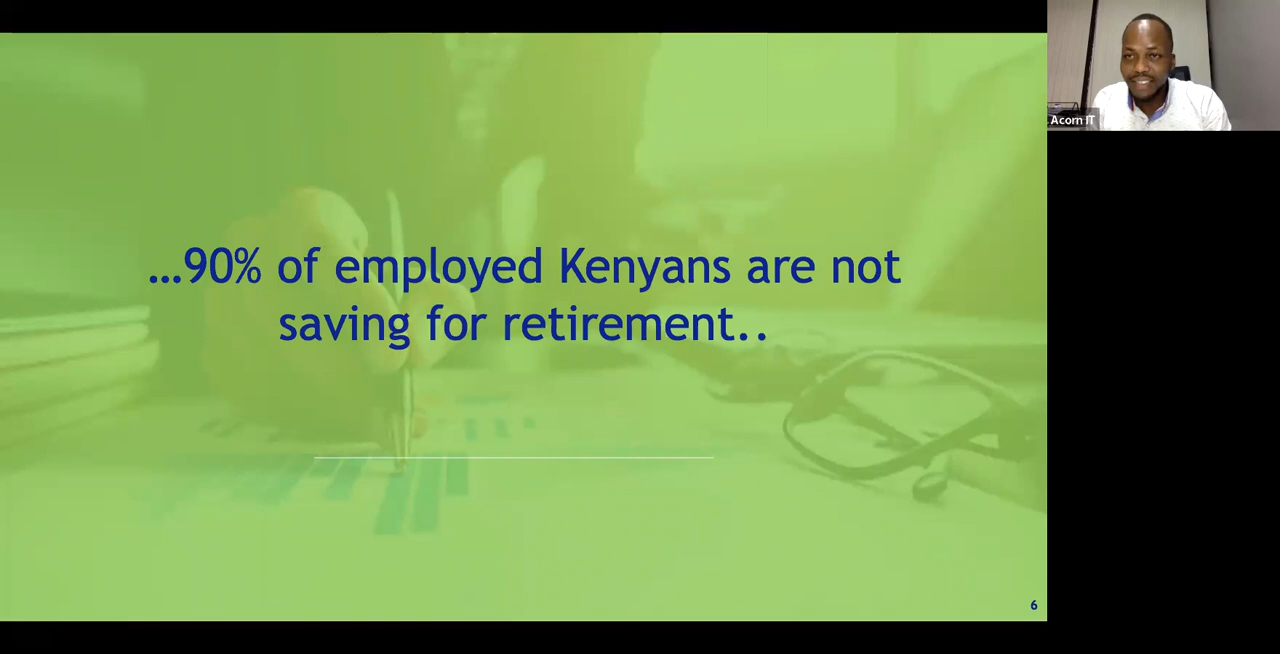 …90% of employed Kenyans are not
saving for retirement..
6
Acorn IT